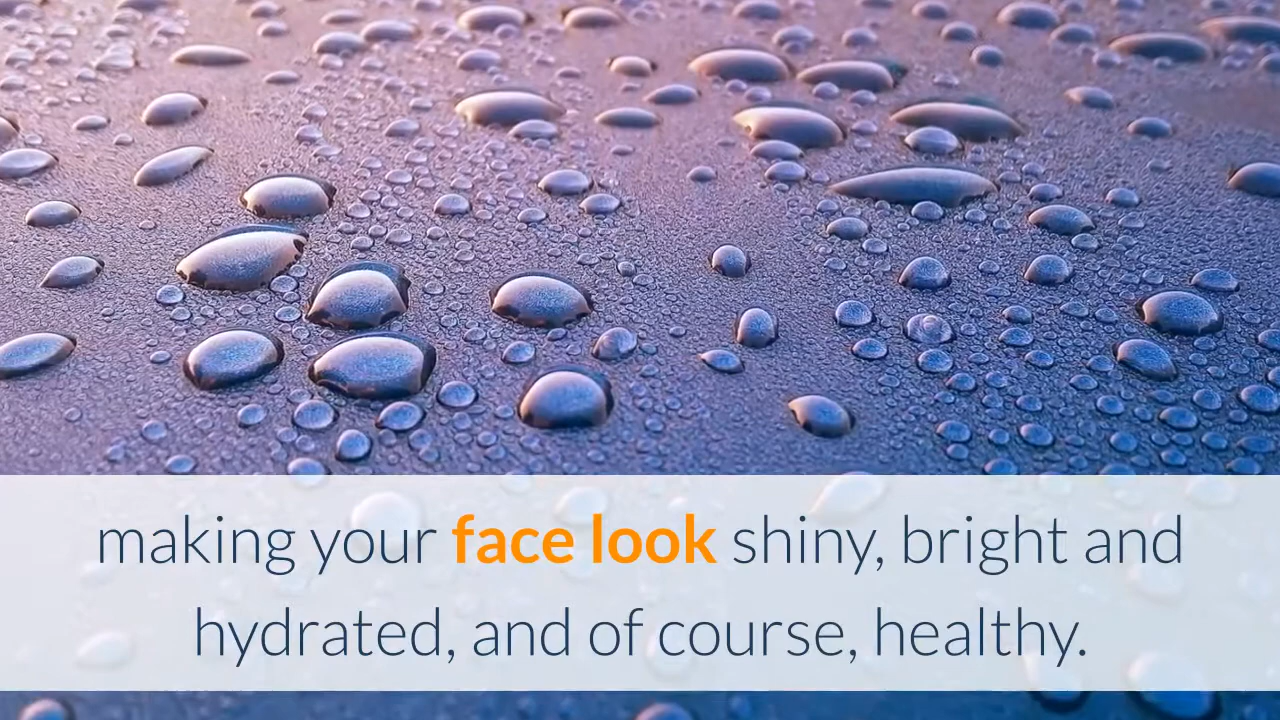 making your face look shiny, bright and
hydrated, and of course, healthy.